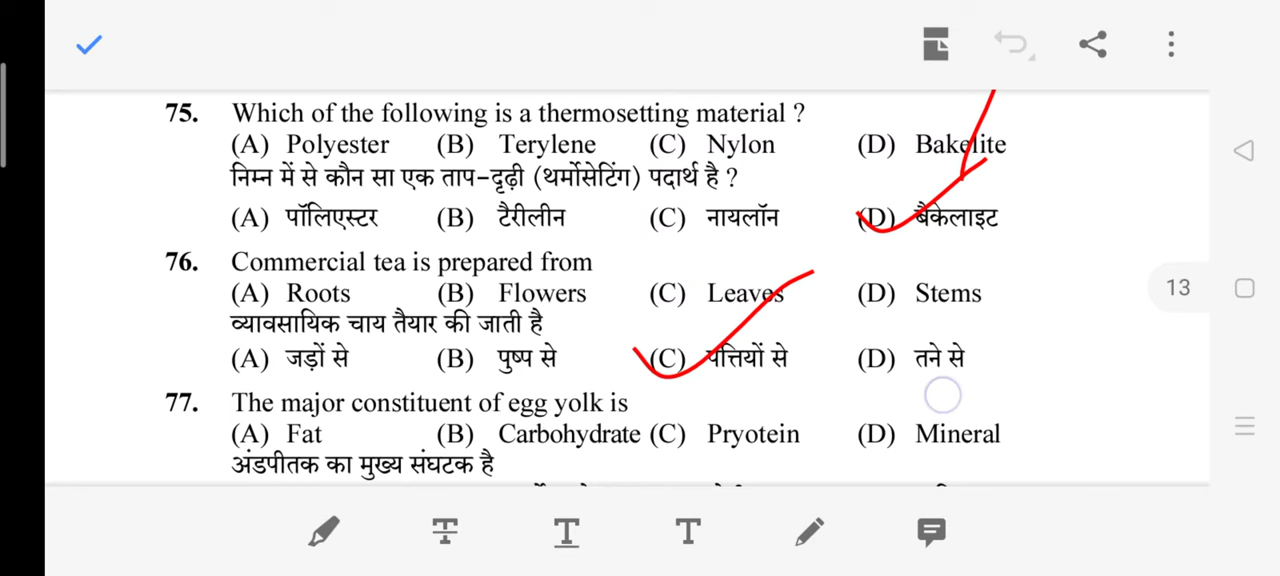 75. Which of the following is a thermosetting material ?
(A) Polyester (B) Terylene (C) Nylon (D) Bakelite
निम्न में से कौन सा एक ताप-दृढ़ी (थर्मोसेटिंग) पदार्थ है ?
(A) पॉलिएस्टर (B) टैरीलीन (C) नायलॉन (D) बैकेलाइट
76. Commercial tea is prepared from
(A) Roots (B) Flowers (C) Leaves (D) Stems
व्यावसायिक चाय तैयार की जाती है
(A) जड़ों से (B) पुष्प से (C) पत्तियों से (D) तने से
13
77. The major constituent of egg yolk is
(A) Fat (B) Carbohydrate (C) Pryotein (D) Mineral
अंडपीतक का मुख्य संघटक है
T T T